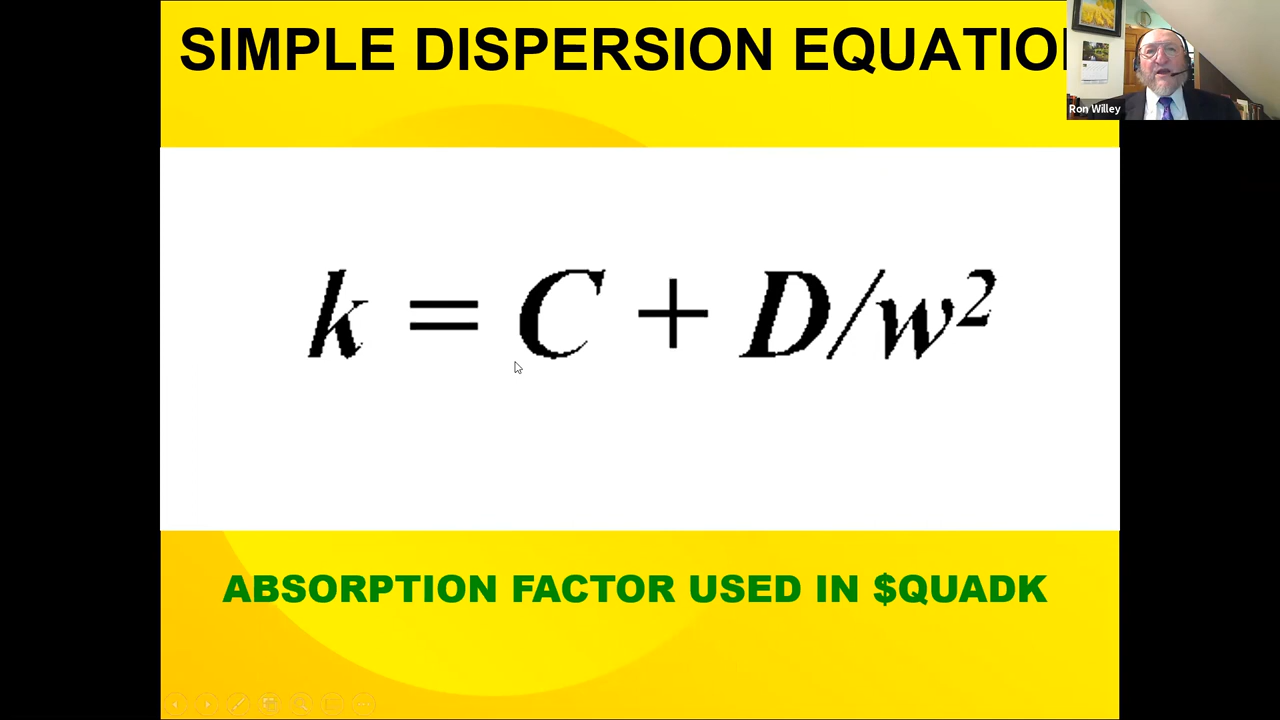 SIMPLE DISPERSION EQUATIO
Ron Willey
k = C + D/w²
ABSORPTION FACTOR USED IN $QUADK